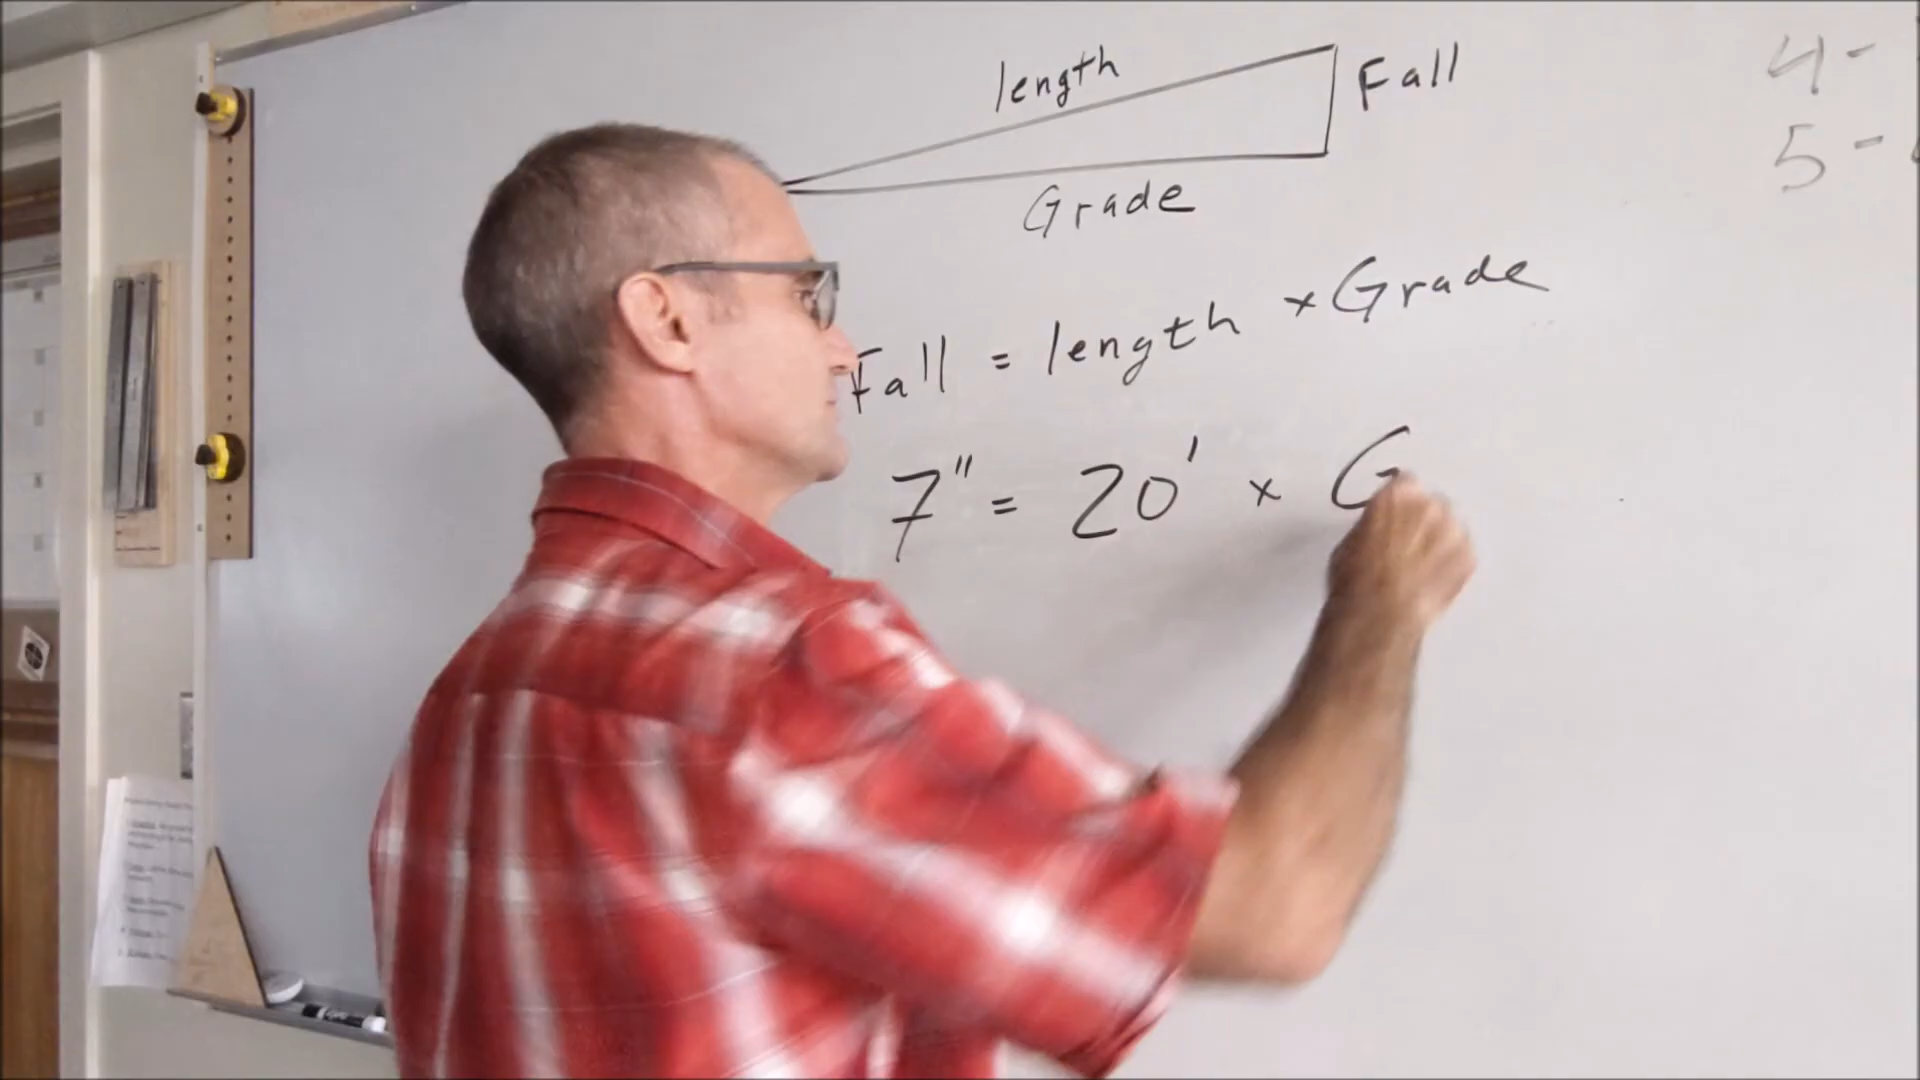 length
Fall
Grade
Fall = length × Grade
7" = 20' × G
4-
5-